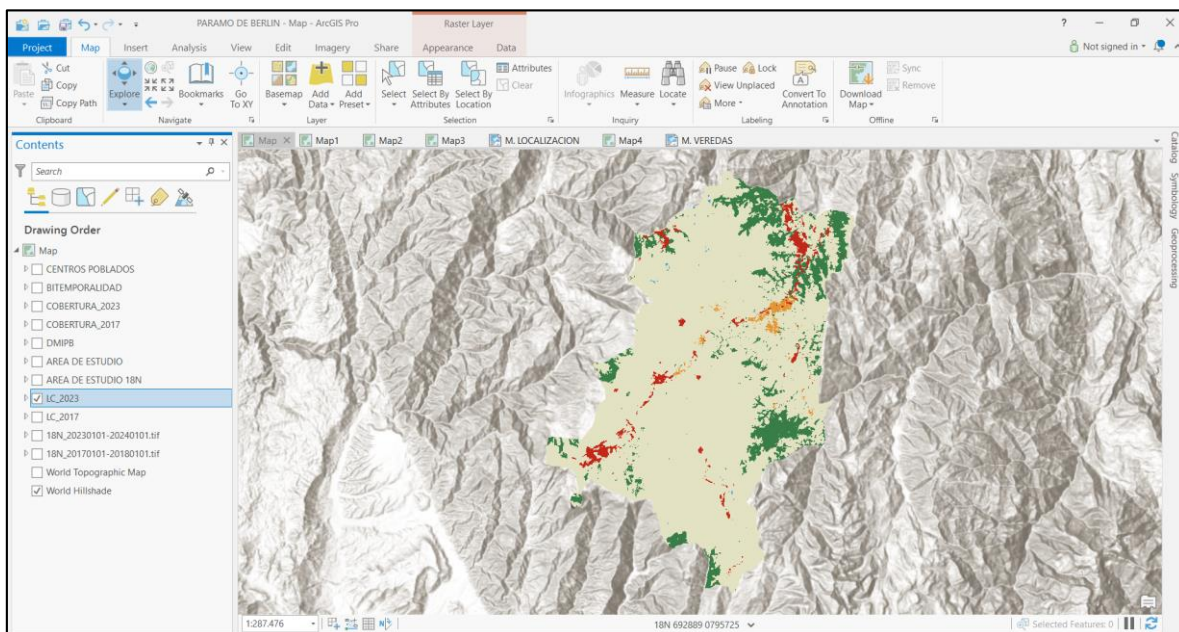 PARAMO DE BERLIN - Map - ArcGIS Pro
Raster Layer
?
Project Map Insert Analysis View Edit Imagery Share Appearance Data
Not signed in
Paste
Cut
Copy
Copy Path
Clipboard
Explore
Bookmarks
Go To XY
Navigate
Basemap
Add Data
Add Preset
Layer
Select
Select By Attributes
Select By Location
Attributes
Clear
Selection
Infographics
Measure
Locate
Inquiry
Pause Lock
View Unplaced
More
Convert To Annotation
Labeling
Download Map
Sync
Remove
Offline
Contents
Search
Drawing Order
Map
CENTROS POBLADOS
BITEMPORALIDAD
COBERTURA_2023
COBERTURA_2017
DMIPB
AREA DE ESTUDIO
AREA DE ESTUDIO 18N
LC_2023
LC_2017
18N_20230101-20240101.tif
18N_20170101-20180101.tif
World Topographic Map
World Hillshade
Map Map1 Map2 Map3 M. LOCALIZACION Map4 M. VEREDAS
Catalog
Symbology
Geoprocessing
1:287.476
18N 692889 0795725
Selected Features: 0